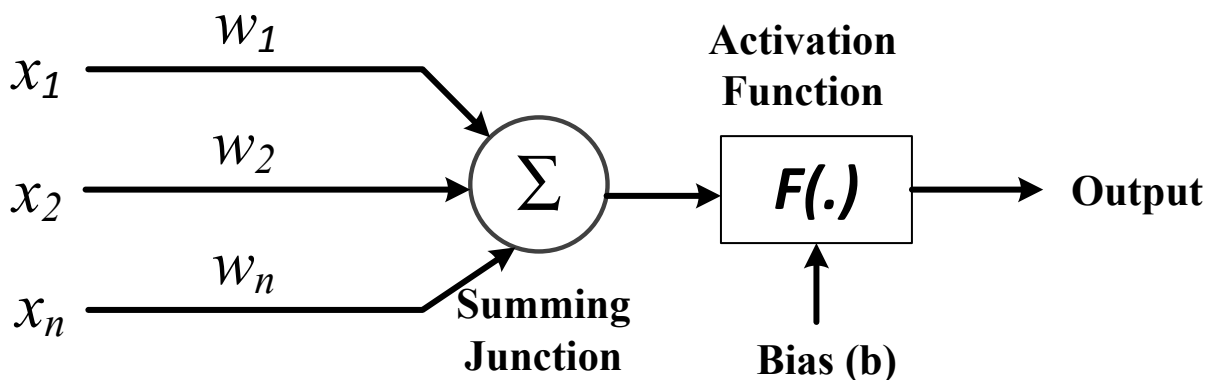 w1
x1
w2
x2
wn
xn
Σ
Summing
Junction
Activation
Function
F(.)
Bias (b)
Output